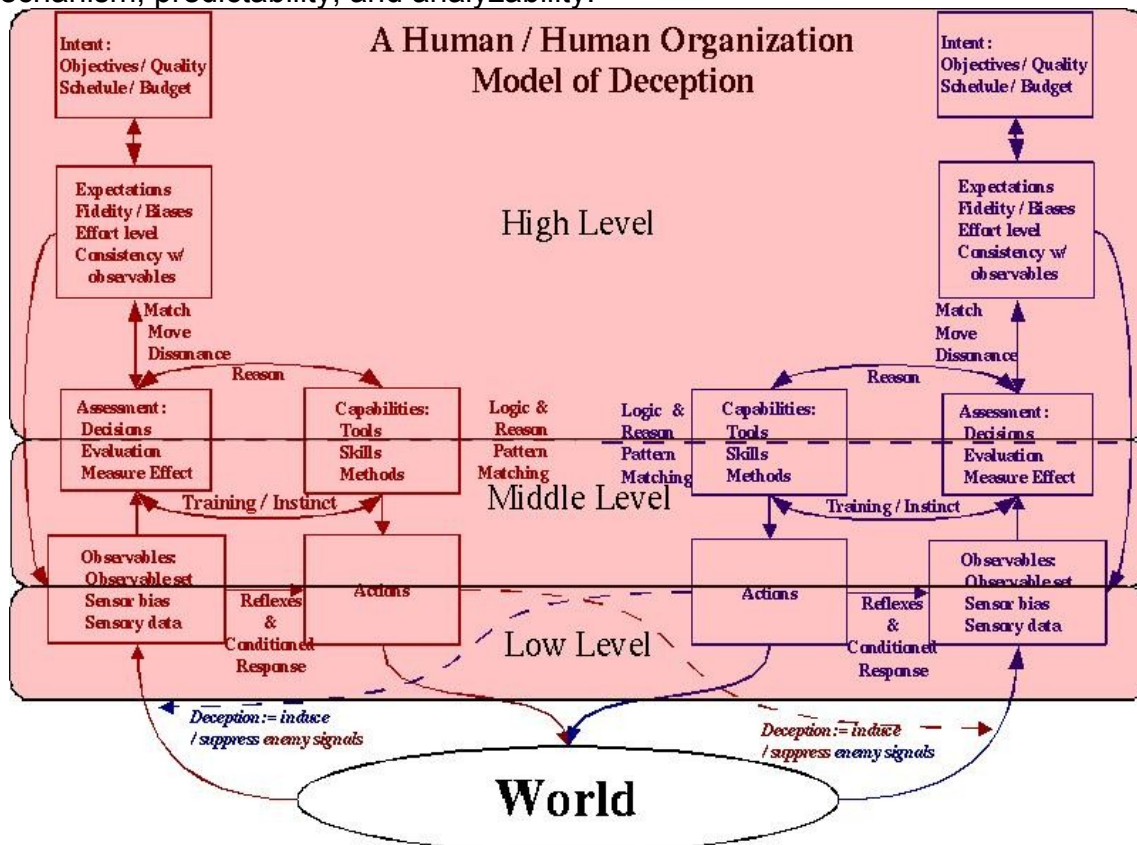 mechanism, predictability, and analyzability.
A Human / Human Organization
Model of Deception
Intent :
Objectives / Quality
Schedule / Budget
Intent :
Objectives / Quality
Schedule / Budget
Expectations
Fidelity / Biases
Effort level
Consistency w/
observables
High Level
Expectations
Fidelity / Biases
Effort level
Consistency w/
observables
Match
Move
Dissonance
Match
Move
Dissonance
Reason
Reason
Assessment :
Decisions
Evaluation
Measure Effect
Capabilities:
Tools
Skills
Methods
Logic &
Reason
Pattern
Matching
Logic &
Reason
Pattern
Matching
Capabilities:
Tools
Skills
Methods
Assessment :
Decisions
Evaluation
Measure Effect
Middle Level
Training / Instinct
Training / Instinct
Observables:
Observable set
Sensor bias
Sensory data
Reflexes
&
Conditioned
Response
Actions
Low Level
Actions
Reflexes
&
Conditioned
Response
Observables:
Observable set
Sensor bias
Sensory data
Deception := induce
/ suppress enemy signals
Deception := induce
/ suppress enemy signals
World